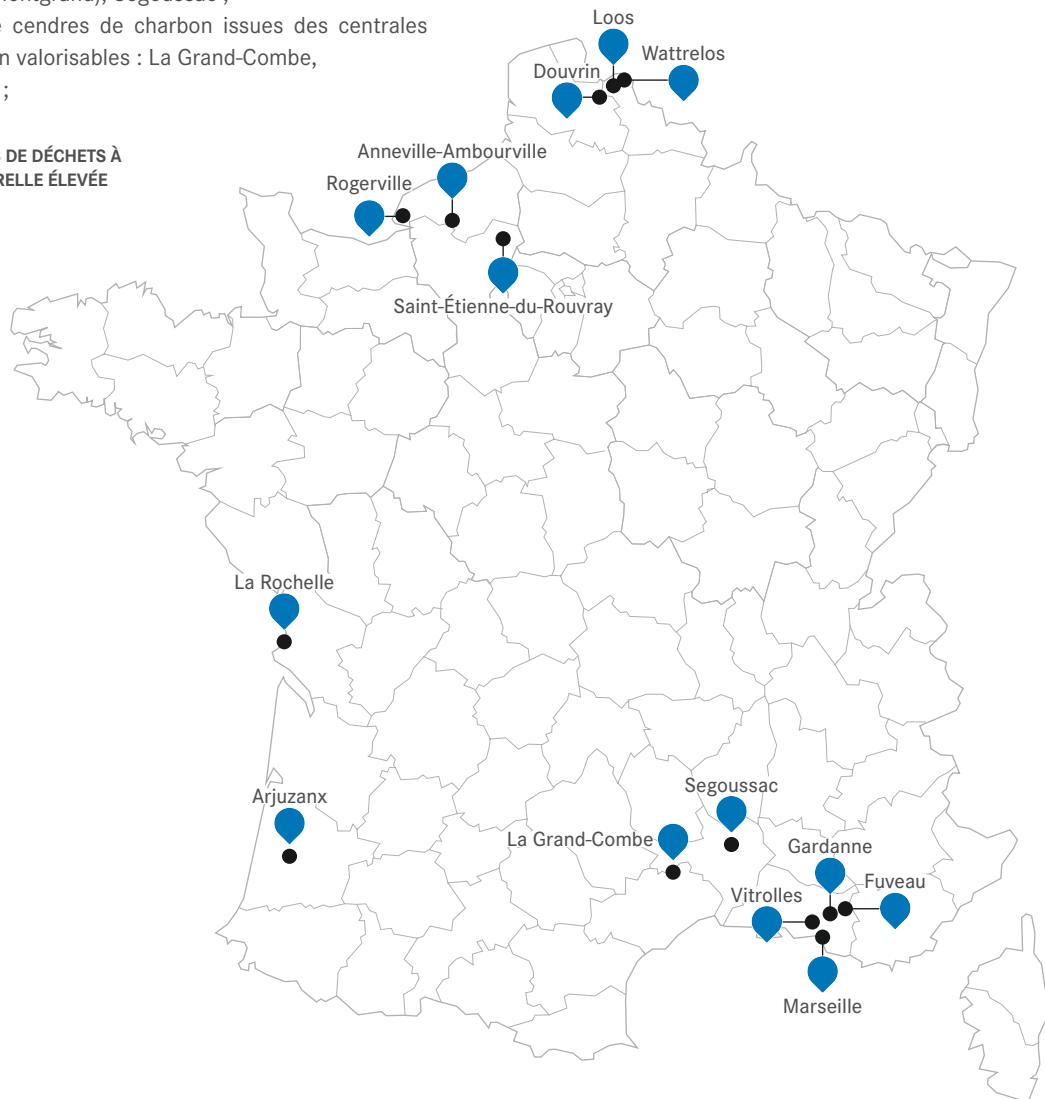 cendres de charbon issues des centrales
valorisables : La Grand-Combe,
;
DE DÉCHETS À
ÉLEVÉE
Loos
Wattrelos
Douvrin
Anneville-Ambourville
Rogerville
Saint-Étienne-du-Rouvray
La Rochelle
Arjuzanx
Segoussac
La Grand-Combe
Gardanne
Fuveau
Vitrolles
Marseille